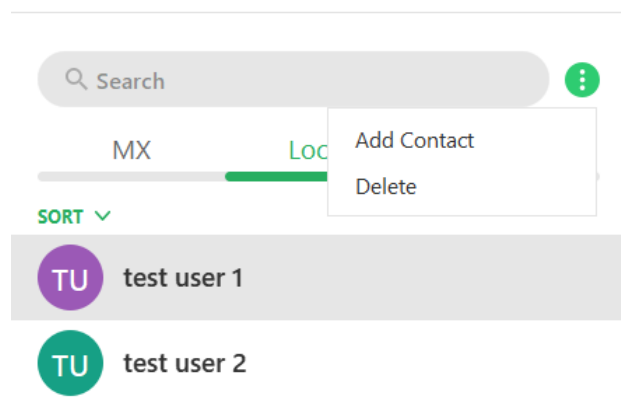 Search
MX
Add Contact
Delete
SORT
TU test user 1
TU test user 2